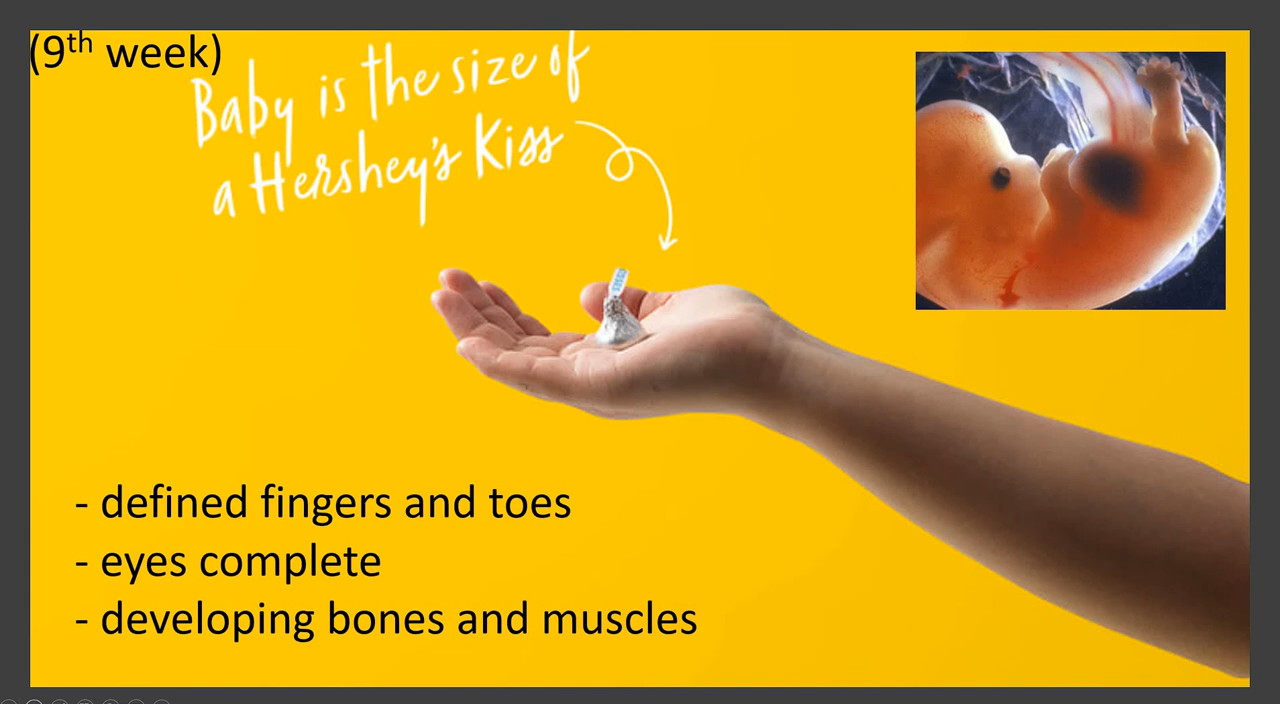 (9th week)
Baby is the size of
a Hershey's Kiss
- defined fingers and toes
- eyes complete
- developing bones and muscles